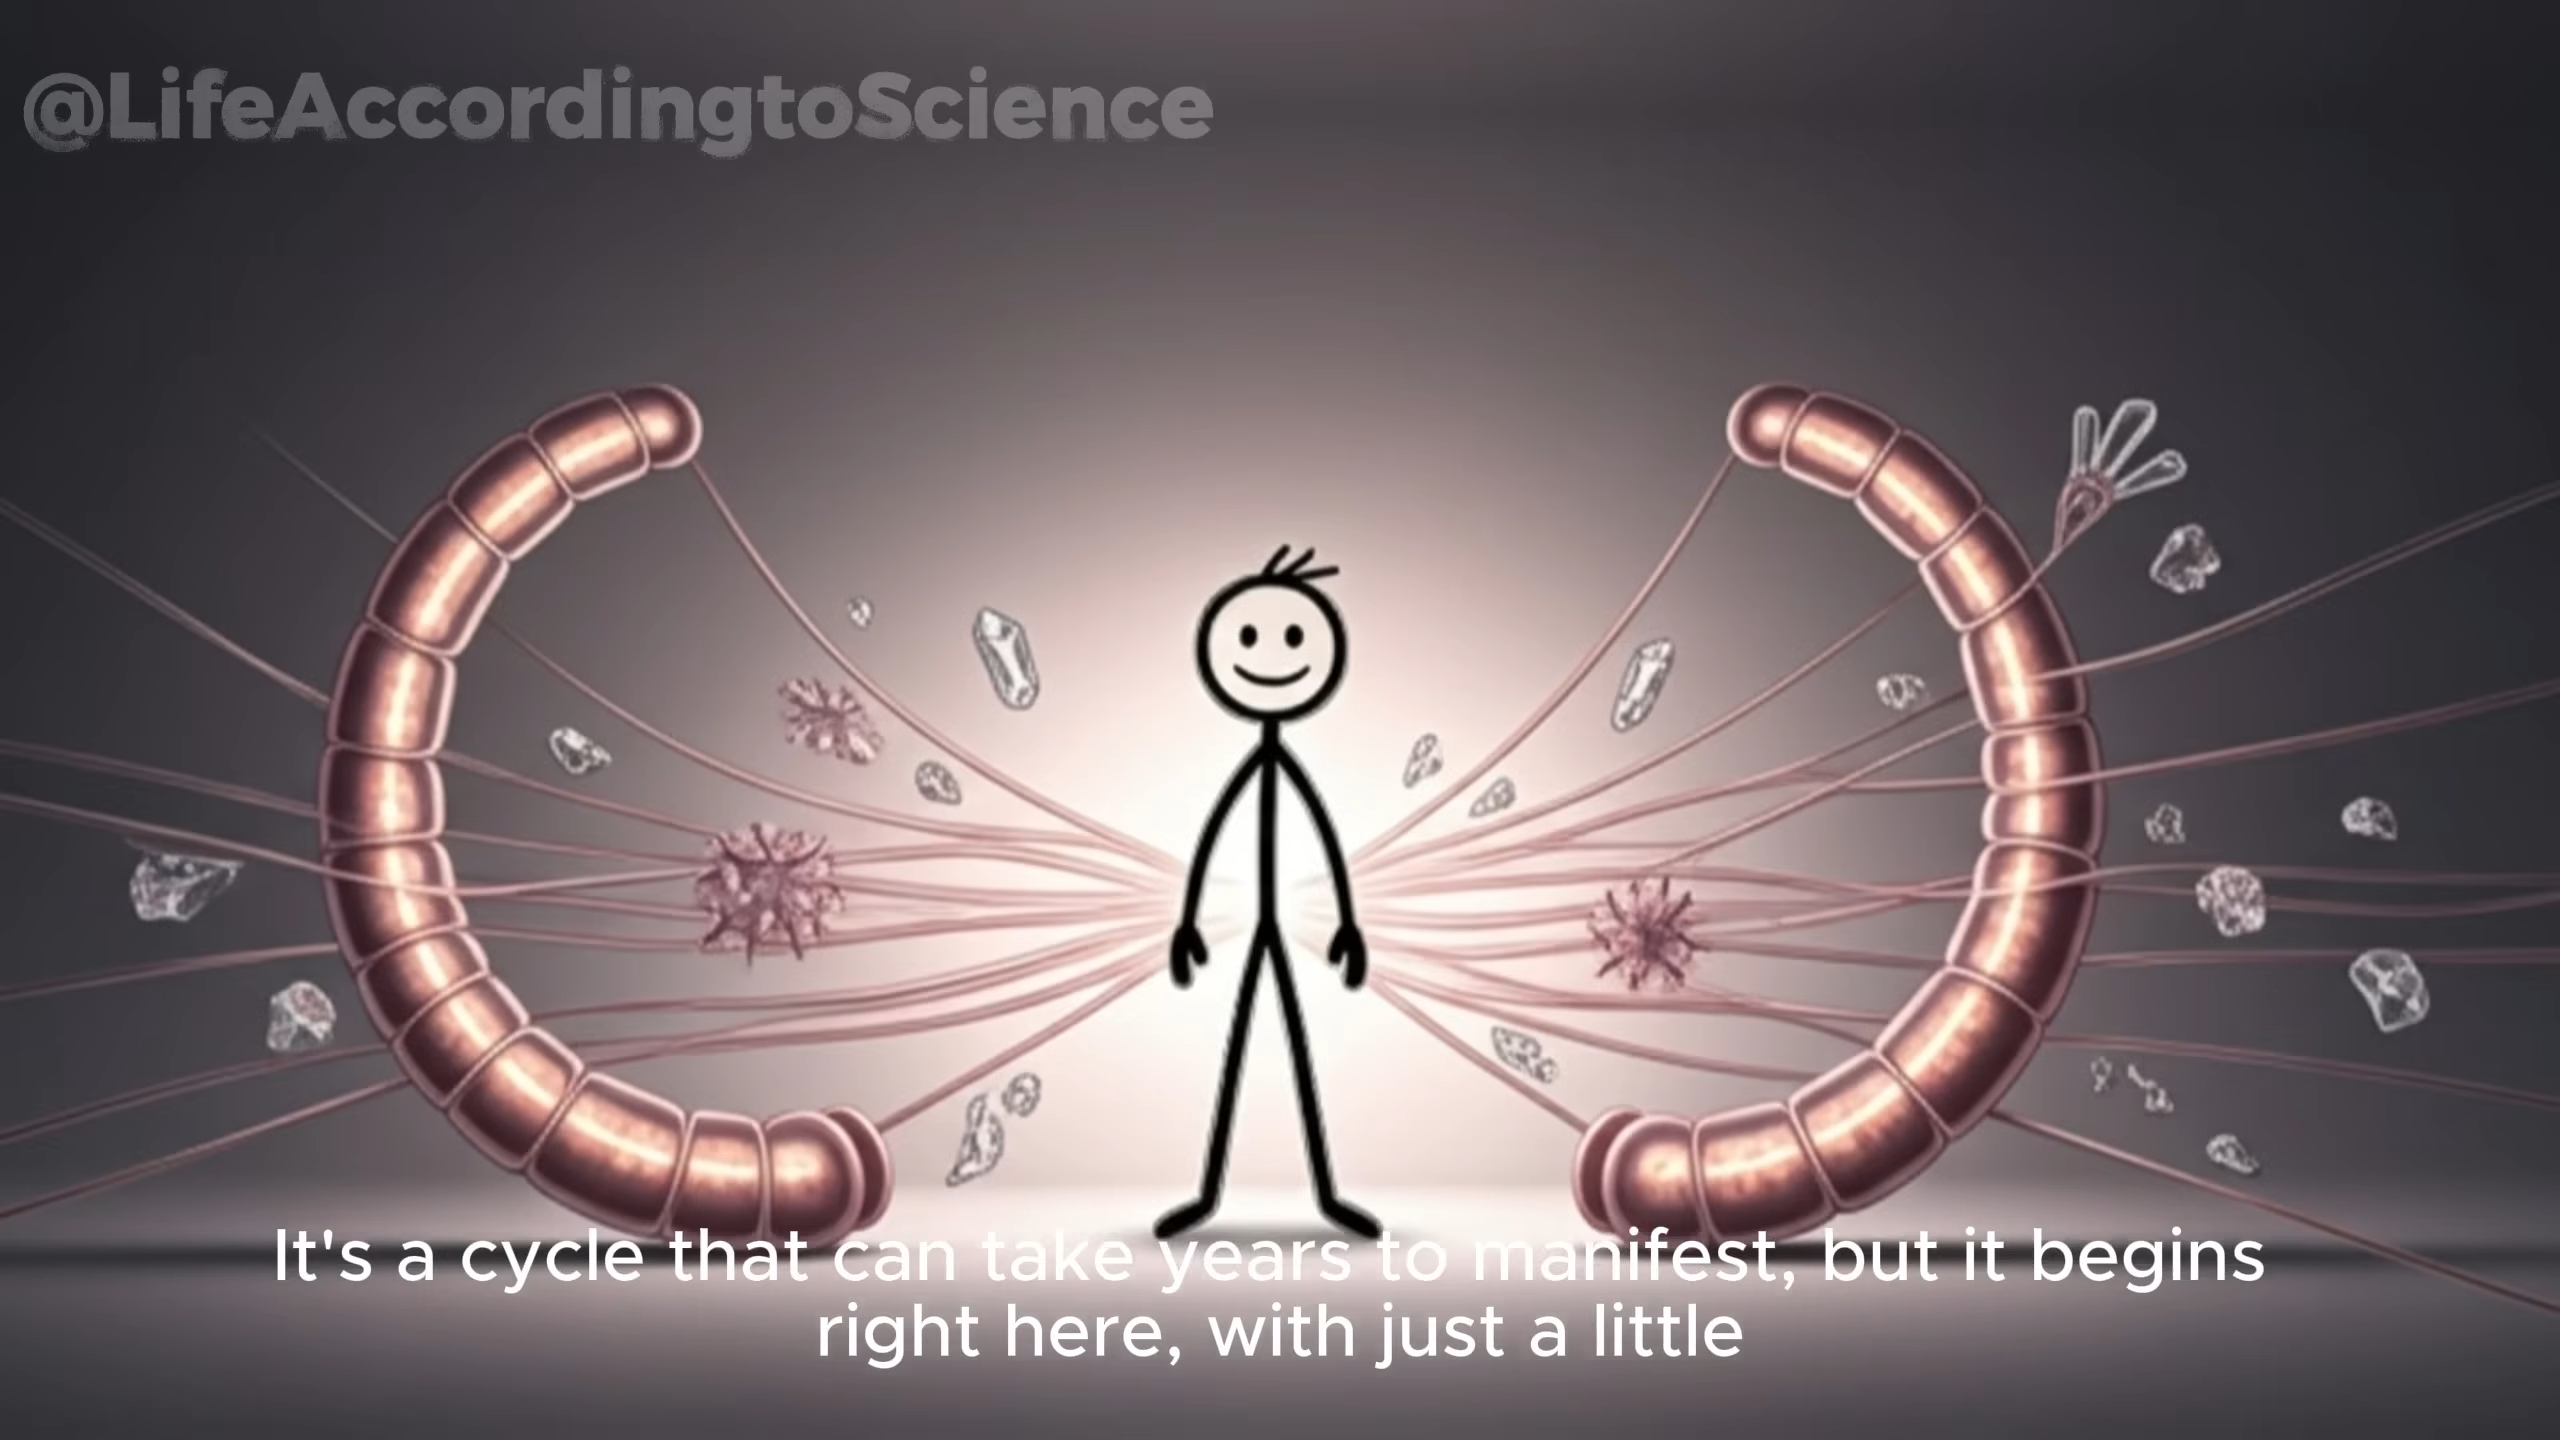 @LifeAccordingtoScience
It's a cycle that can take years to manifest, but it begins
right here, with just a little